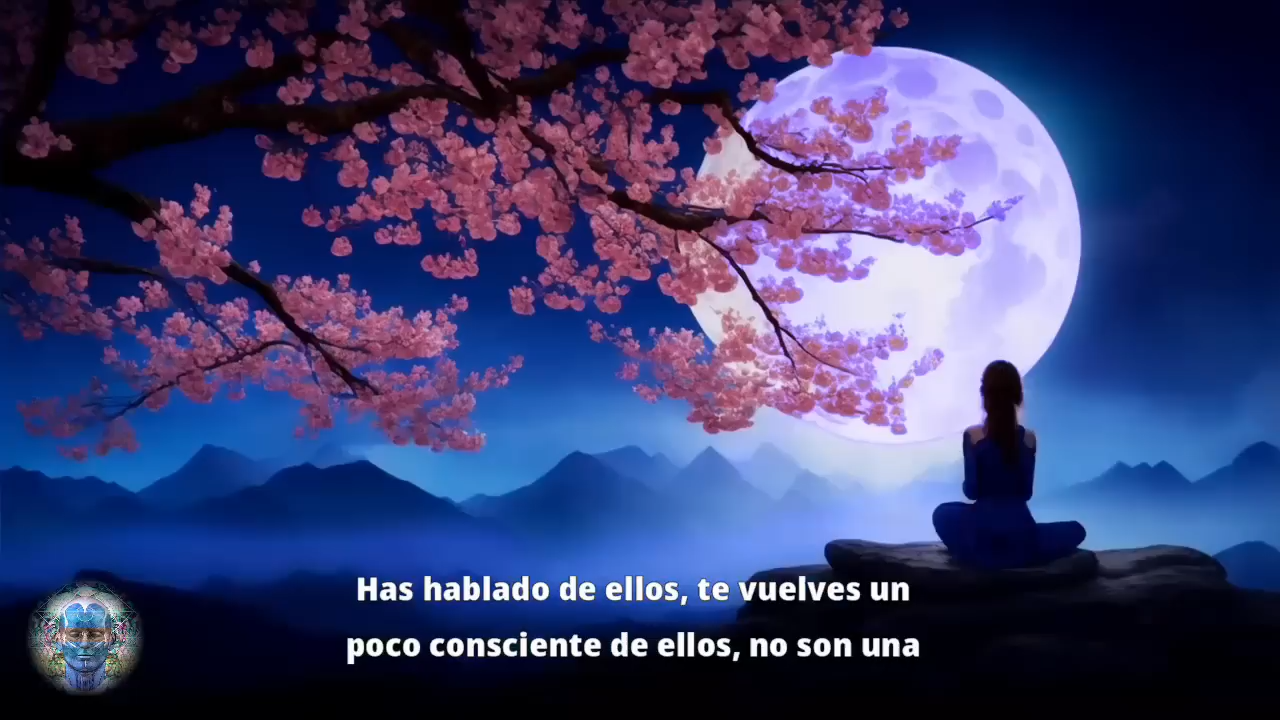 Has hablado de ellos, te vuelves un
poco consciente de ellos, no son una